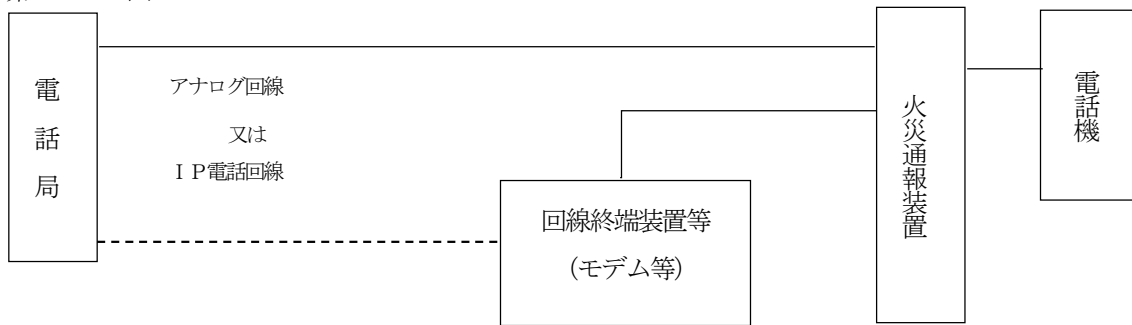 電話局
アナログ回線
又は
ＩＰ電話回線
回線終端装置等
(モデム等)
火災通報装置
電話機